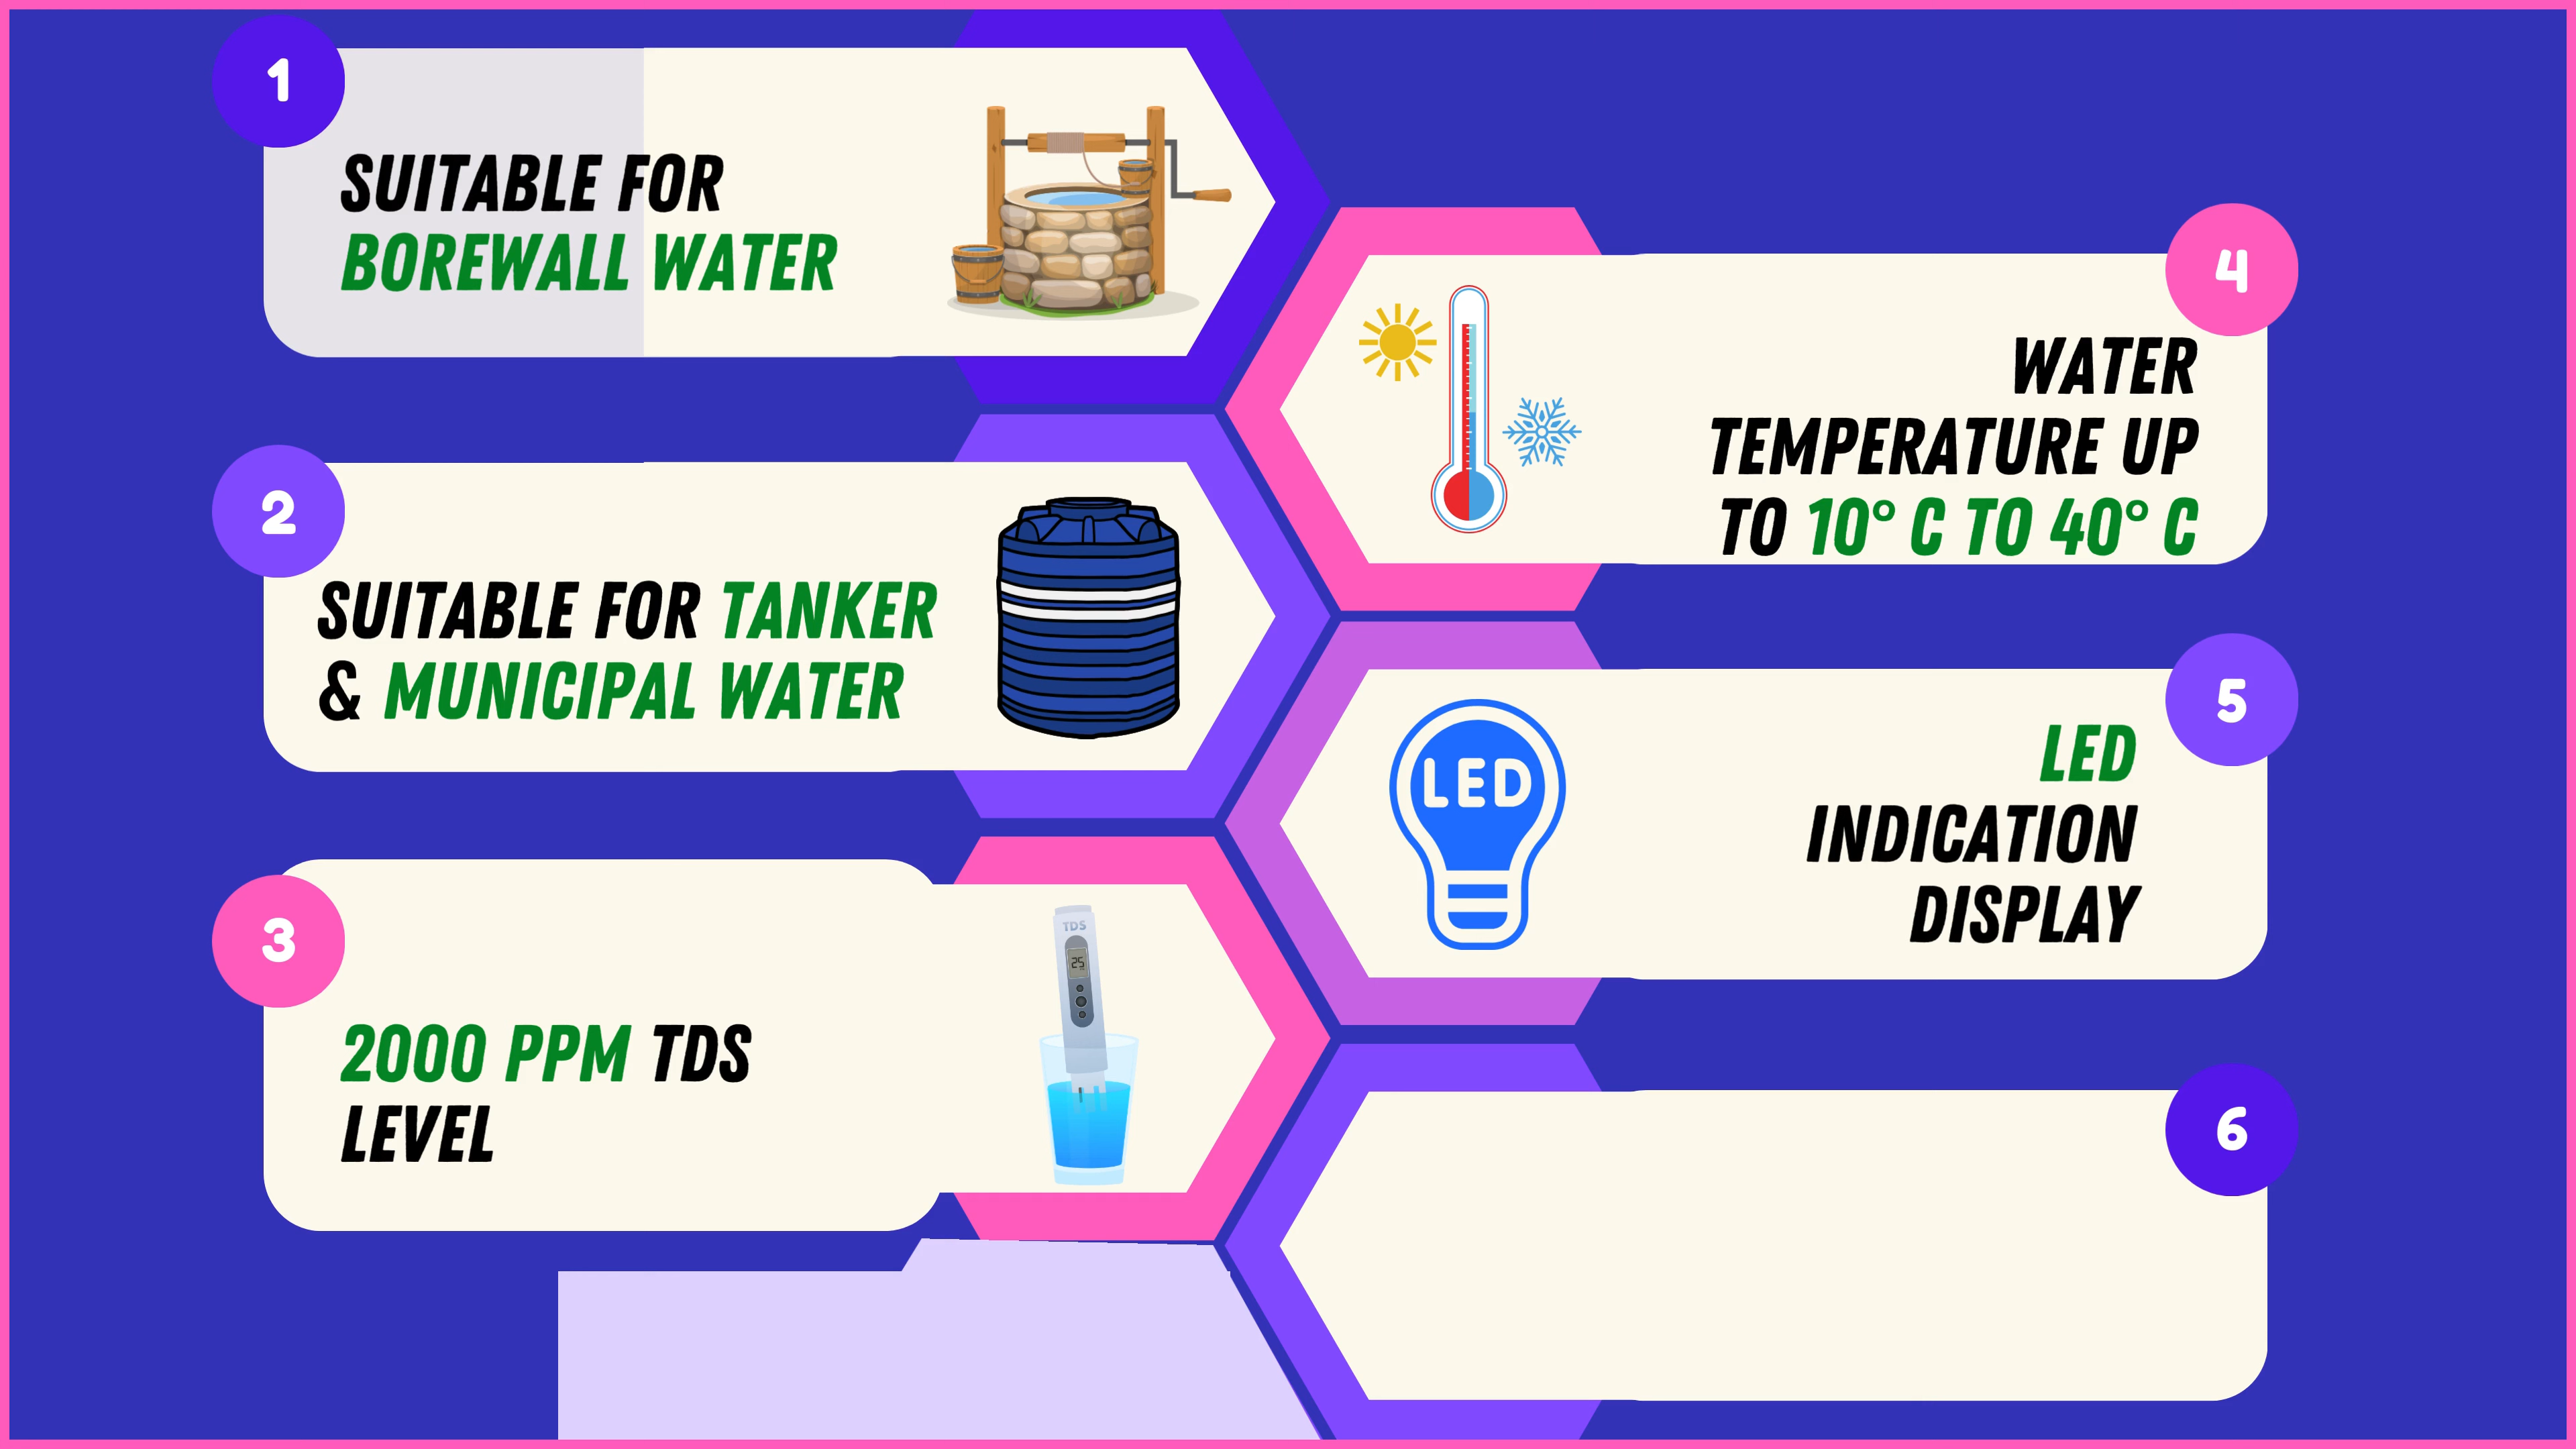 1
SUITABLE FOR
BOREWALL WATER
2
SUITABLE FOR TANKER
& MUNICIPAL WATER
3
2000 PPM TDS
LEVEL
TDS
25
4
WATER
TEMPERATURE UP
TO 10° C TO 40° C
5
LED
LED
INDICATION
DISPLAY
6